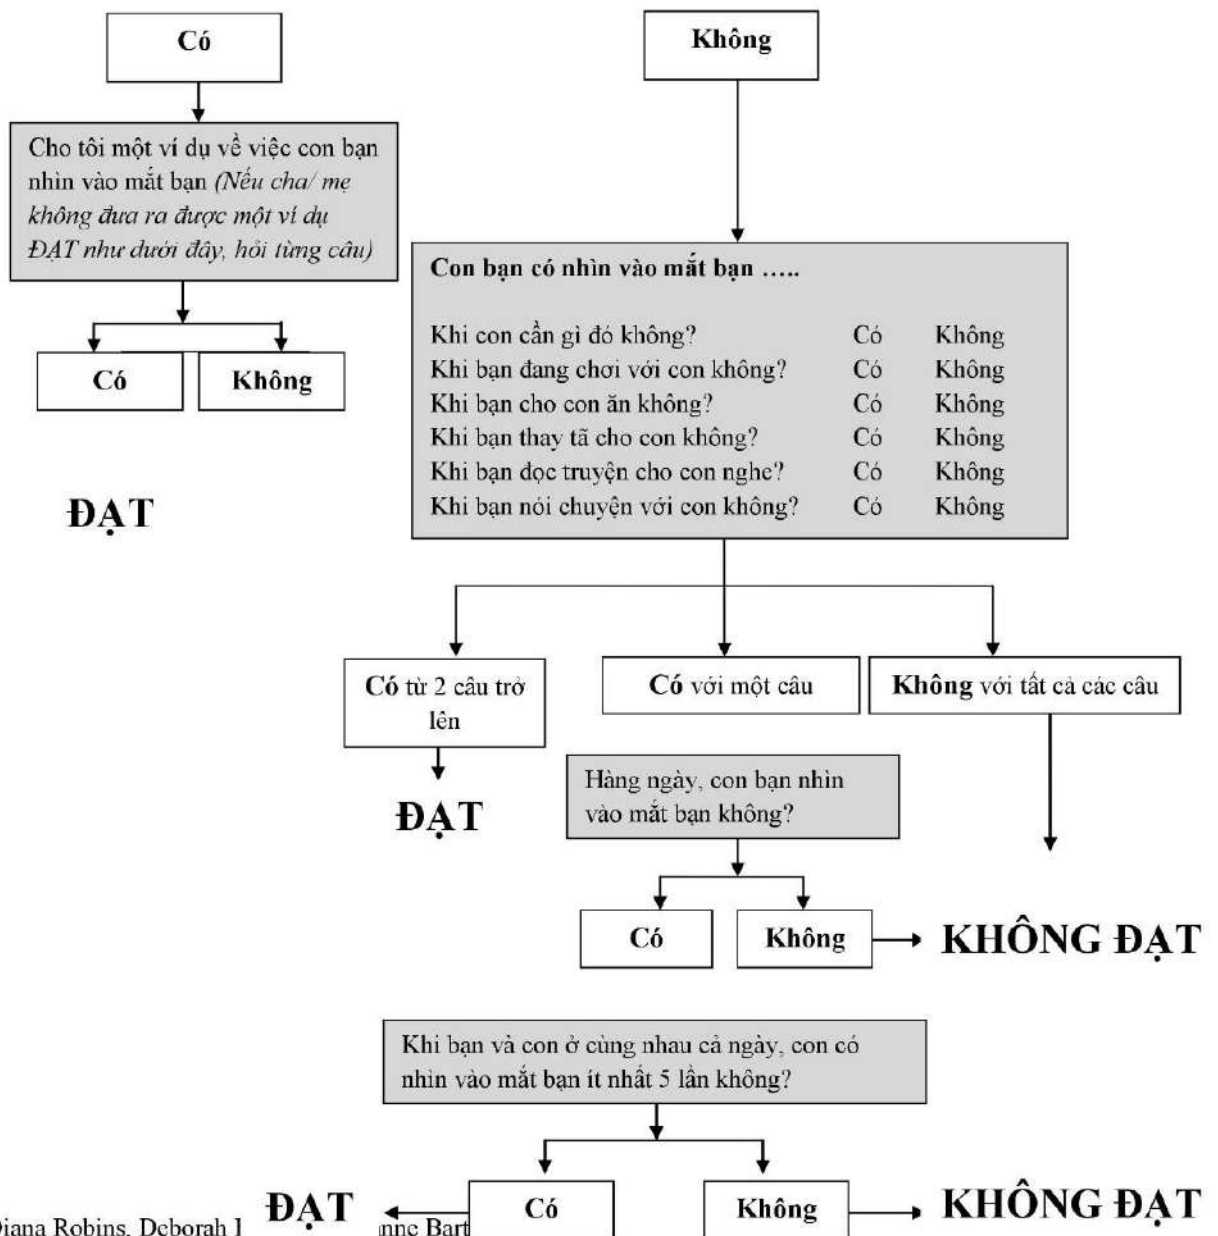 Có
Không
Cho tôi một ví dụ về việc con bạn
nhìn vào mắt bạn (Nếu cha/ mẹ
không đưa ra được một ví dụ
ĐẠT như dưới đây, hỏi từng câu)
Có
Không
ĐẠT
Con bạn có nhìn vào mắt bạn …..
Khi con cần gì đó không? Có Không
Khi bạn đang chơi với con không? Có Không
Khi bạn cho con ăn không? Có Không
Khi bạn thay tã cho con không? Có Không
Khi bạn đọc truyện cho con nghe? Có Không
Khi bạn nói chuyện với con không? Có Không
Có từ 2 câu trở
lên
Có với một câu
Không với tất cả các câu
ĐẠT
Hàng ngày, con bạn nhìn
vào mắt bạn không?
Có
Không
KHÔNG ĐẠT
Khi bạn và con ở cùng nhau cả ngày, con có
nhìn vào mắt bạn ít nhất 5 lần không?
ĐẠT
Có
Không
KHÔNG ĐẠT
Diana Robins, Deborah